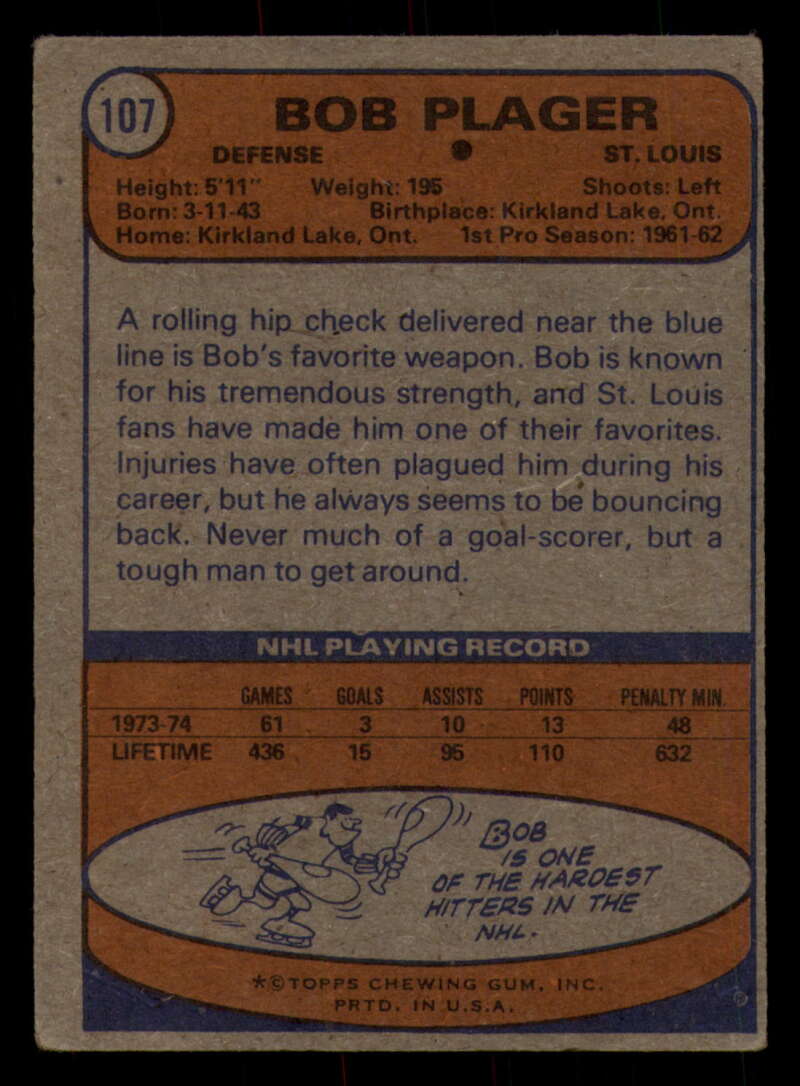 107
BOB PLAGER
DEFENSE ● ST. LOUIS
Height: 5'11" Weight: 195 Shoots: Left
Born: 3-11-43 Birthplace: Kirkland Lake, Ont.
Home: Kirkland Lake, Ont. 1st Pro Season: 1961-62
A rolling hip check delivered near the blue
line is Bob's favorite weapon. Bob is known
for his tremendous strength, and St. Louis
fans have made him one of their favorites.
Injuries have often plagued him during his
career, but he always seems to be bouncing
back. Never much of a goal-scorer, but a
tough man to get around.
NHL PLAYING RECORD
GAMES GOALS ASSISTS POINTS PENALTY MIN.
1973-74 61 3 10 13 48
LIFETIME 436 15 95 110 632
BOB
IS ONE
OF THE HARDEST
HITTERS IN THE
NHL.
*©TOPPS CHEWING GUM, INC.
PRTD. IN U.S.A.